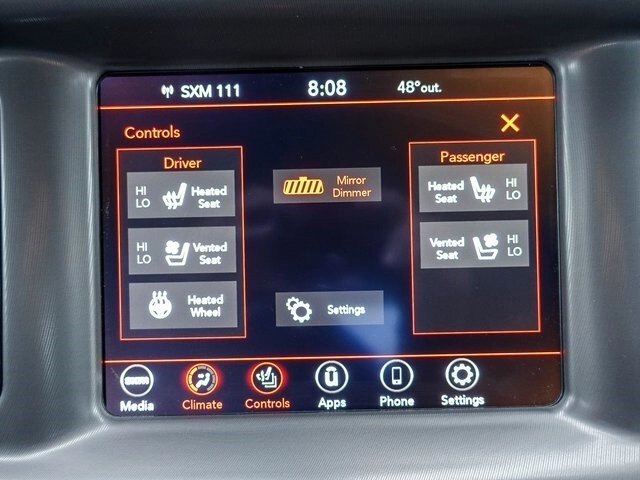 SXM 111 8:08 48°out.
Controls
Driver
HI
LO
Heated
Seat
HI
LO
Vented
Seat
Heated
Wheel
Mirror
Dimmer
Settings
Passenger
Heated
Seat
HI
LO
Vented
Seat
HI
LO
SXM
Media
Climate
Controls
Apps
Phone
Settings